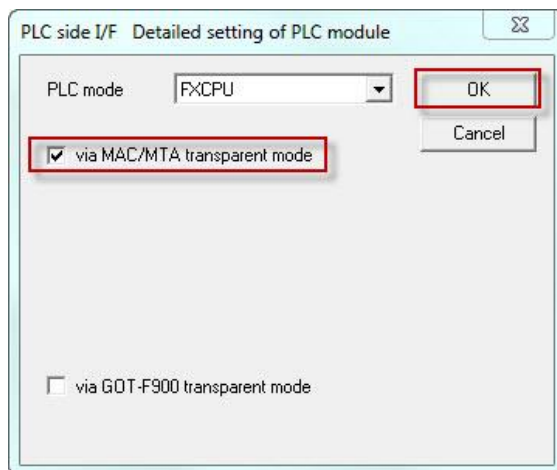 PLC side I/F Detailed setting of PLC module
PLC mode FXCPU OK
Cancel
via MAC/MTA transparent mode
via GOT-F900 transparent mode